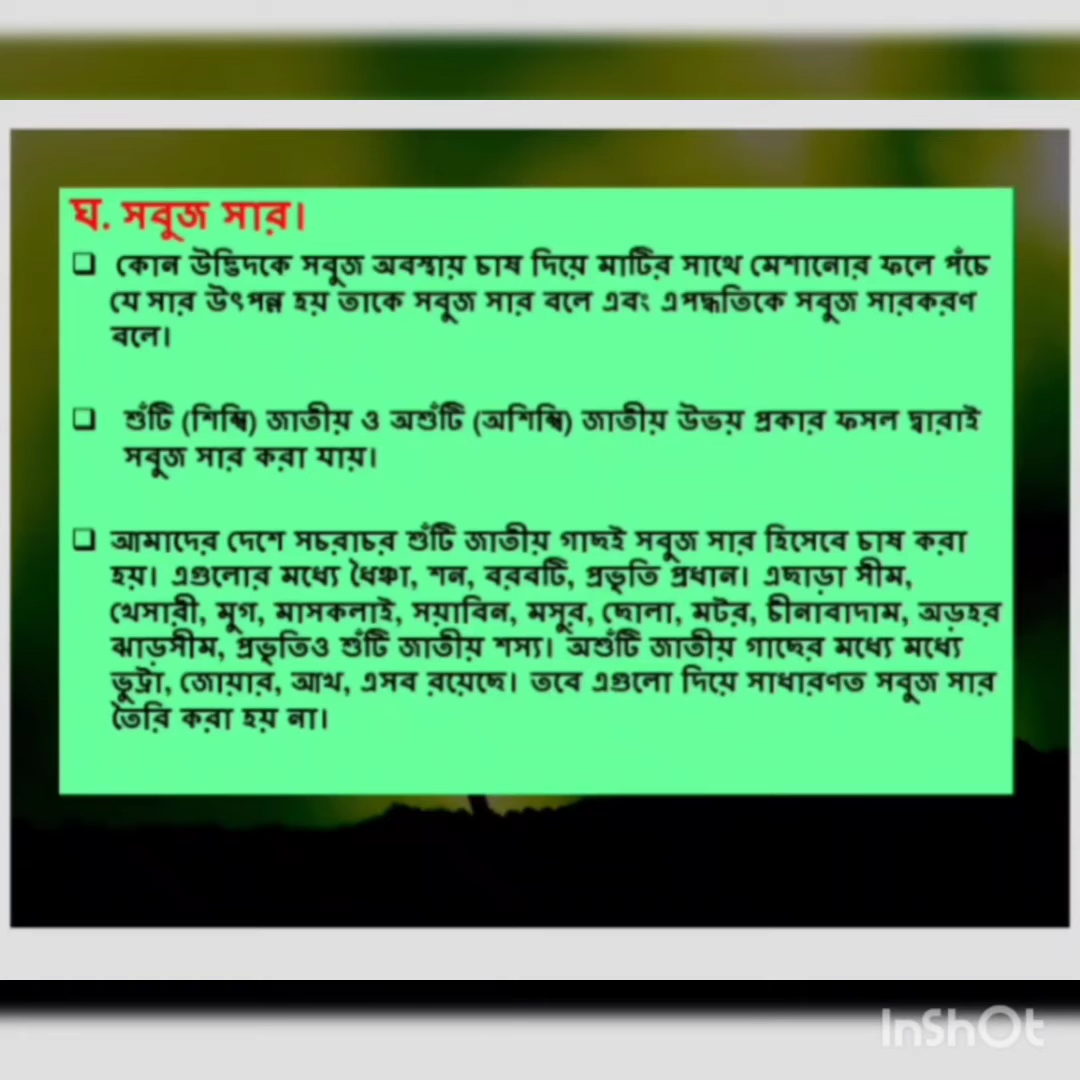 ঘ. সবুজ সার।
❑ কোন উদ্ভিদকে সবুজ অবস্থায় চাষ দিয়ে মাটির সাথে মেশানোর ফলে পঁচে
যে সার উৎপন্ন হয় তাকে সবুজ সার বলে এবং এপদ্ধতিকে সবুজ সারকরণ
বলে।
❑ শুঁটি (শিম্বি) জাতীয় ও অশুঁটি (অশিম্বি) জাতীয় উভয় প্রকার ফসল দ্বারাই
সবুজ সার করা যায়।
❑ আমাদের দেশে সচরাচর শুঁটি জাতীয় গাছই সবুজ সার হিসেবে চাষ করা
হয়। এগুলোর মধ্যে ধৈঞ্চা, শন, বরবটি, প্রভৃতি প্রধান। এছাড়া সীম,
খেসারী, মুগ, মাসকলাই, সয়াবিন, মসুর, ছোলা, মটর, চীনাবাদাম, অড়হর
ঝাড়সীম, প্রভৃতিও শুঁটি জাতীয় শস্য। অশুঁটি জাতীয় গাছের মধ্যে মধ্যে
ভুট্রা, জোয়ার, আখ, এসব রয়েছে। তবে এগুলো দিয়ে সাধারণত সবুজ সার
তৈরি করা হয় না।
InShOt